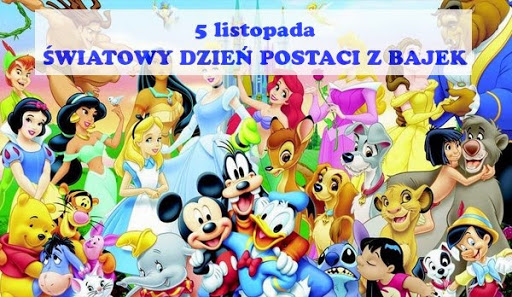 5 listopada
ŚWIATOWY DZIEŃ POSTACI Z BAJEK